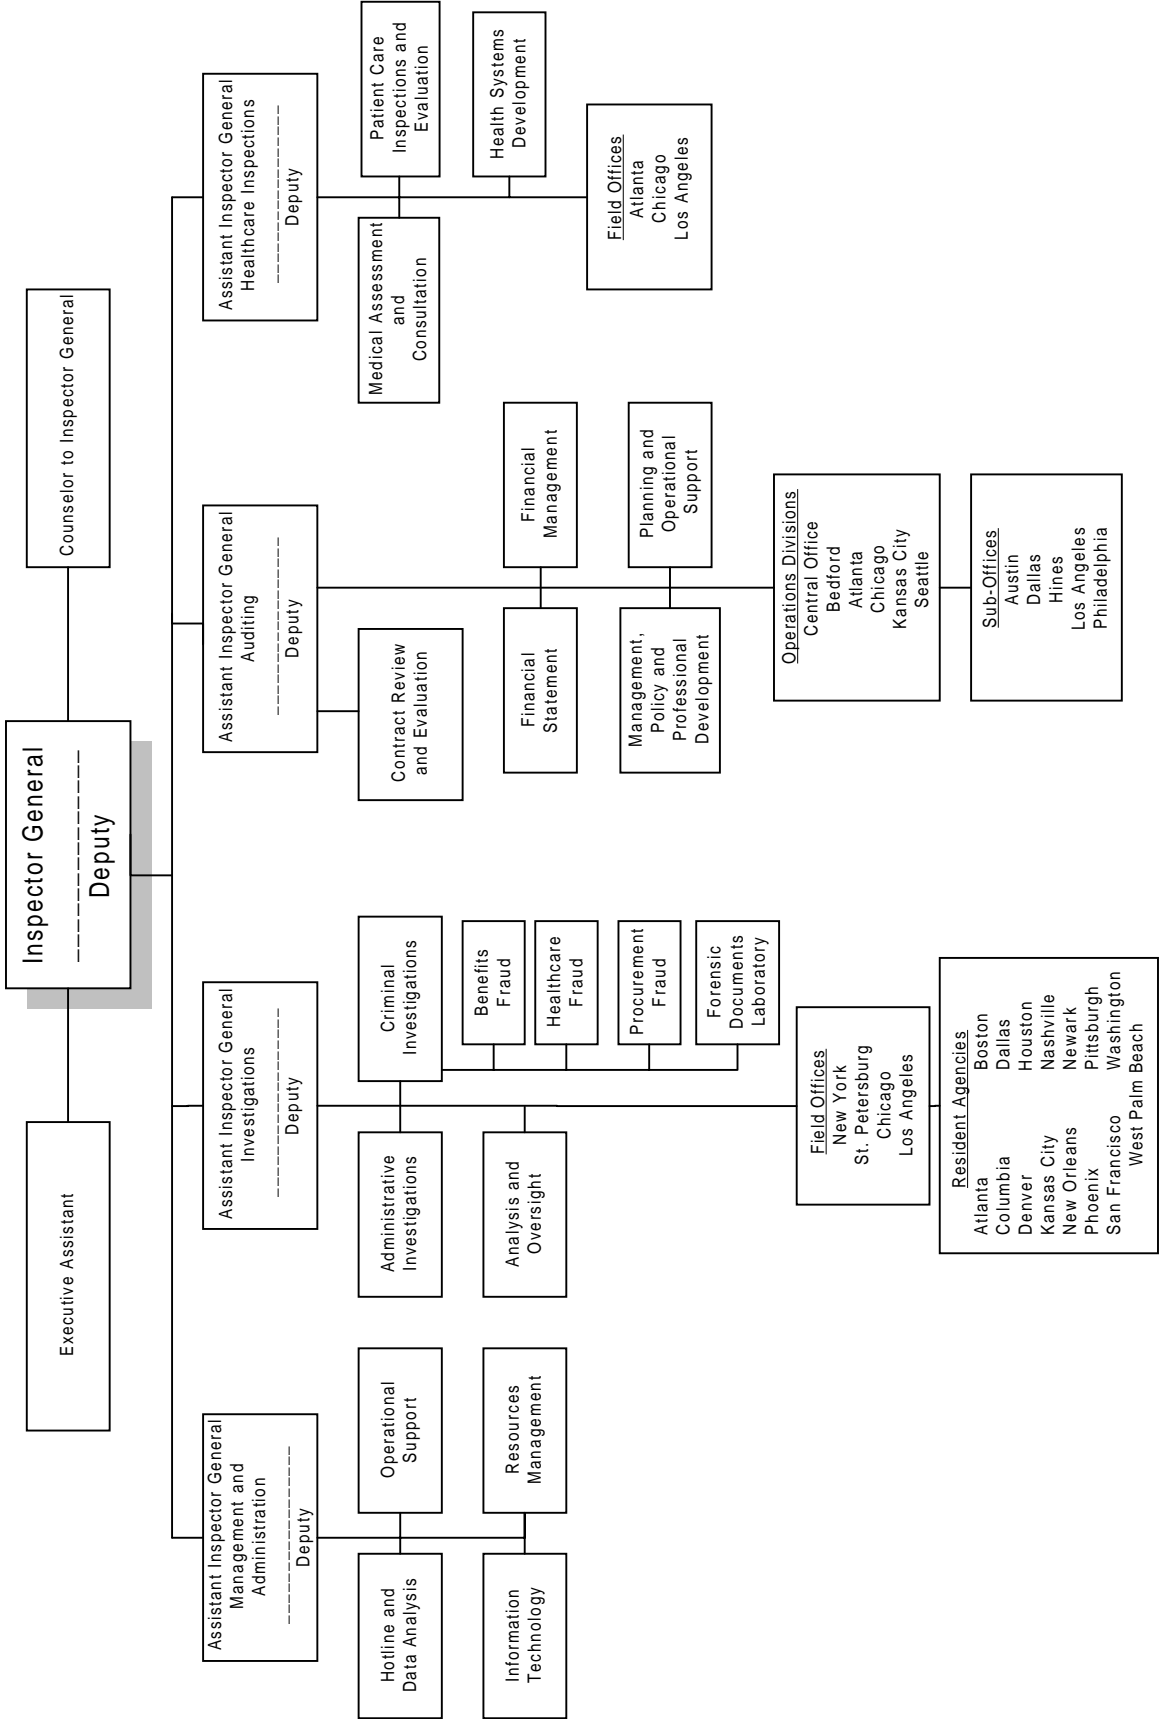 Inspector General
Deputy
Executive Assistant
Counselor to Inspector General
Assistant Inspector General
Management and
Administration
Deputy
Hotline and
Data Analysis
Operational
Support
Information
Technology
Resources
Management
Assistant Inspector General
Investigations
Deputy
Administrative
Investigations
Criminal
Investigations
Benefits
Fraud
Healthcare
Fraud
Procurement
Fraud
Forensic
Documents
Laboratory
Analysis and
Oversight
Field Offices
New York
St. Petersburg
Chicago
Los Angeles
Resident Agencies
Atlanta Boston
Columbia Dallas
Denver Houston
Kansas City Nashville
New Orleans Newark
Phoenix Pittsburgh
San Francisco Washington
West Palm Beach
Assistant Inspector General
Auditing
Deputy
Contract Review
and Evaluation
Financial
Statement
Financial
Management
Management,
Policy and
Professional
Development
Planning and
Operational
Support
Operations Divisions
Central Office
Bedford
Atlanta
Chicago
Kansas City
Seattle
Sub-Offices
Austin
Dallas
Hines
Los Angeles
Philadelphia
Assistant Inspector General
Healthcare Inspections
Deputy
Medical Assessment
and
Consultation
Patient Care
Inspections and
Evaluation
Health Systems
Development
Field Offices
Atlanta
Chicago
Los Angeles